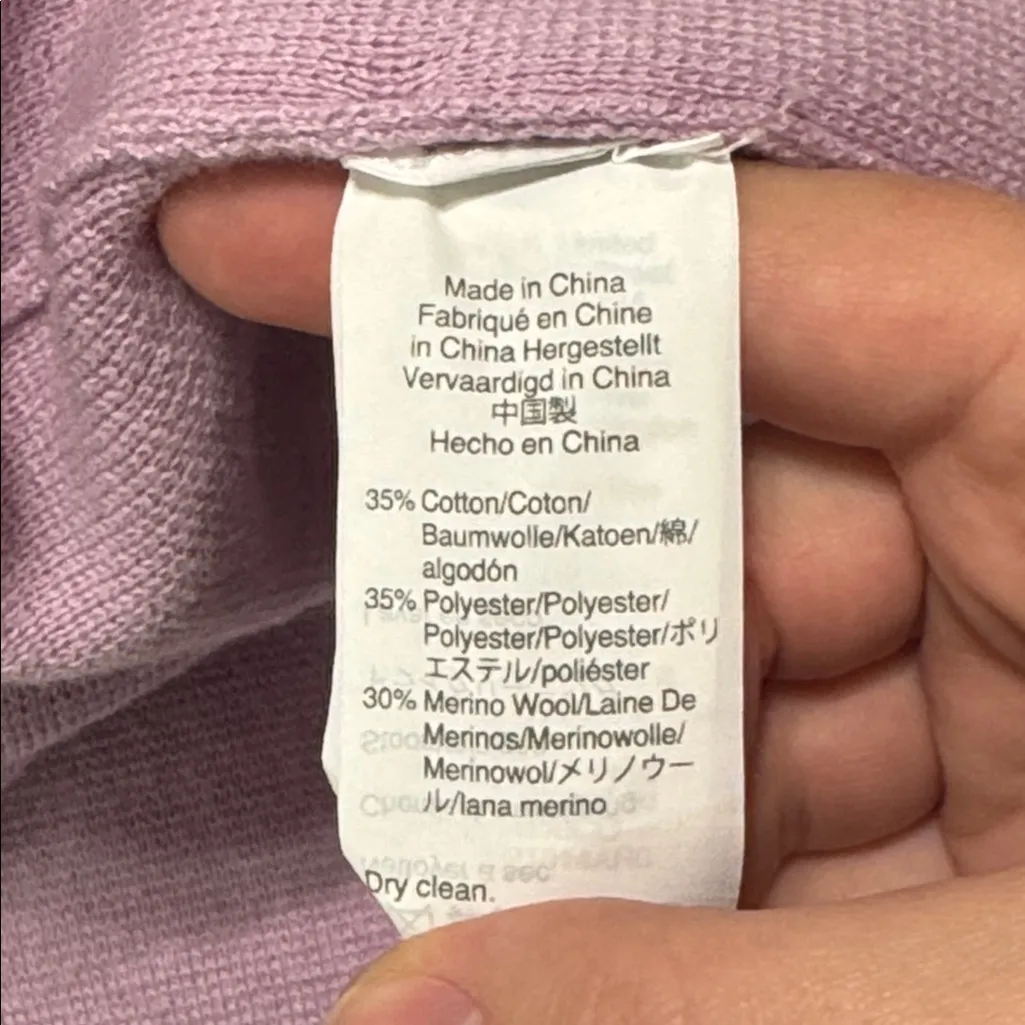 Made in China
Fabriqué en Chine
in China Hergestellt
Vervaardigd in China
中国製
Hecho en China
35% Cotton/Coton/
Baumwolle/Katoen/綿/
algodón
35% Polyester/Polyester/
Polyester/Polyester/ポリ
エステル/poliéster
30% Merino Wool/Laine De
Merinos/Merinowolle/
Merinowol/メリノウー
ル/lana merino
Dry clean.